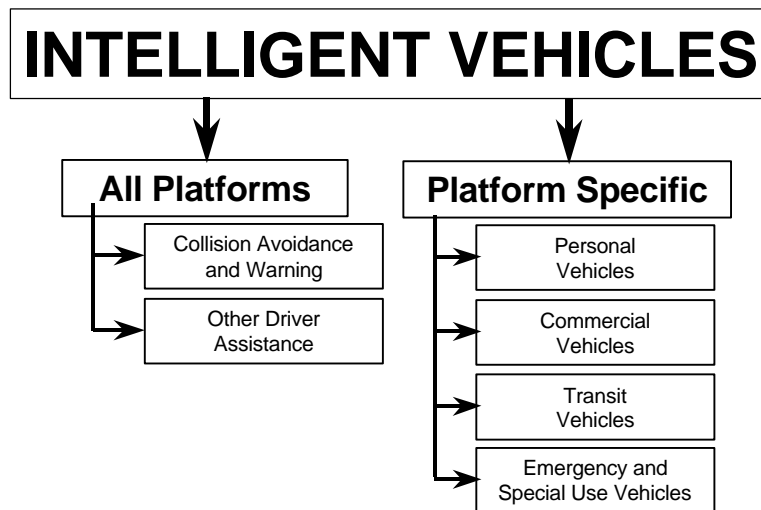 INTELLIGENT VEHICLES
All Platforms
Collision Avoidance
and Warning
Other Driver
Assistance
Platform Specific
Personal
Vehicles
Commercial
Vehicles
Transit
Vehicles
Emergency and
Special Use Vehicles